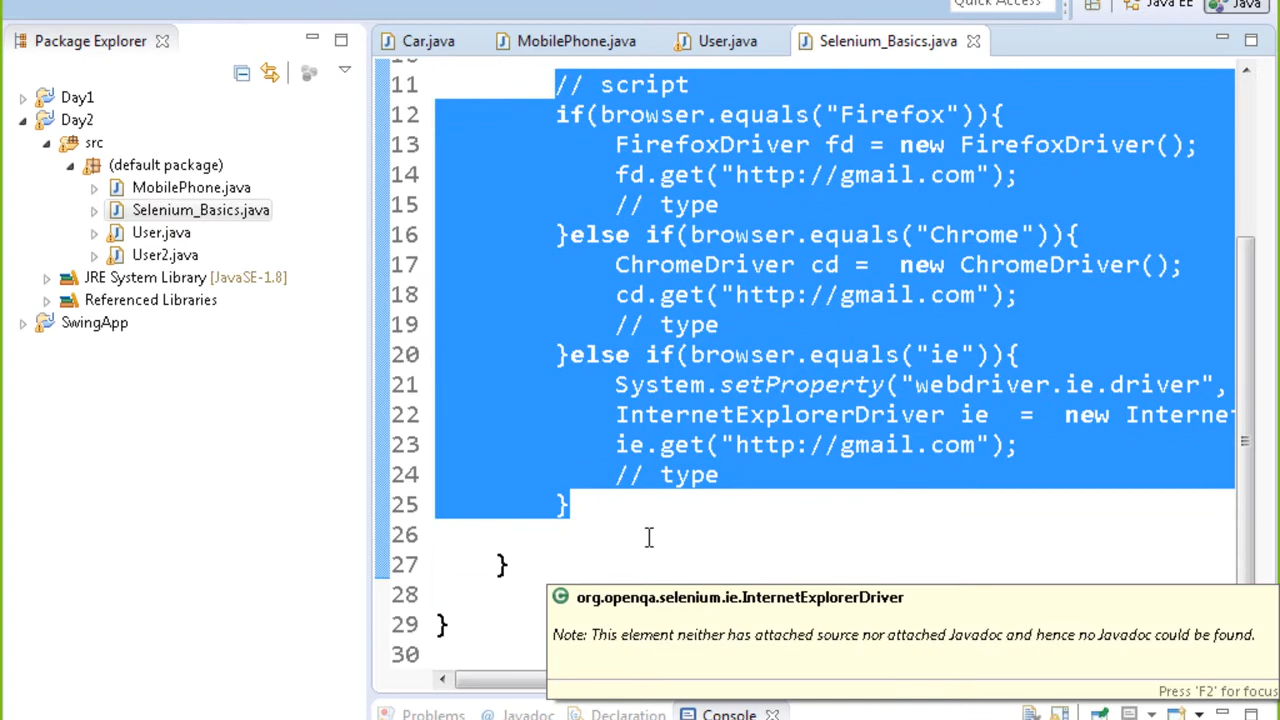 Quick Access
Java EE
Java
Package Explorer
Car.java
MobilePhone.java
User.java
Selenium_Basics.java
Day1
Day2
src
(default package)
MobilePhone.java
Selenium_Basics.java
User.java
User2.java
JRE System Library [JavaSE-1.8]
Referenced Libraries
SwingApp
10
11 // script
12 if(browser.equals("Firefox")){
13 FirefoxDriver fd = new FirefoxDriver();
14 fd.get("http://gmail.com");
15 // type
16 }else if(browser.equals("Chrome")){
17 ChromeDriver cd = new ChromeDriver();
18 cd.get("http://gmail.com");
19 // type
20 }else if(browser.equals("ie")){
21 System.setProperty("webdriver.ie.driver",
22 InternetExplorerDriver ie = new Internet
23 ie.get("http://gmail.com");
24 // type
25 }
26
27 }
28
29 }
30
org.openqa.selenium.ie.InternetExplorerDriver
Note: This element neither has attached source nor attached Javadoc and hence no Javadoc could be found.
Press 'F2' for focus
Problems
@ Javadoc
Declaration
Console